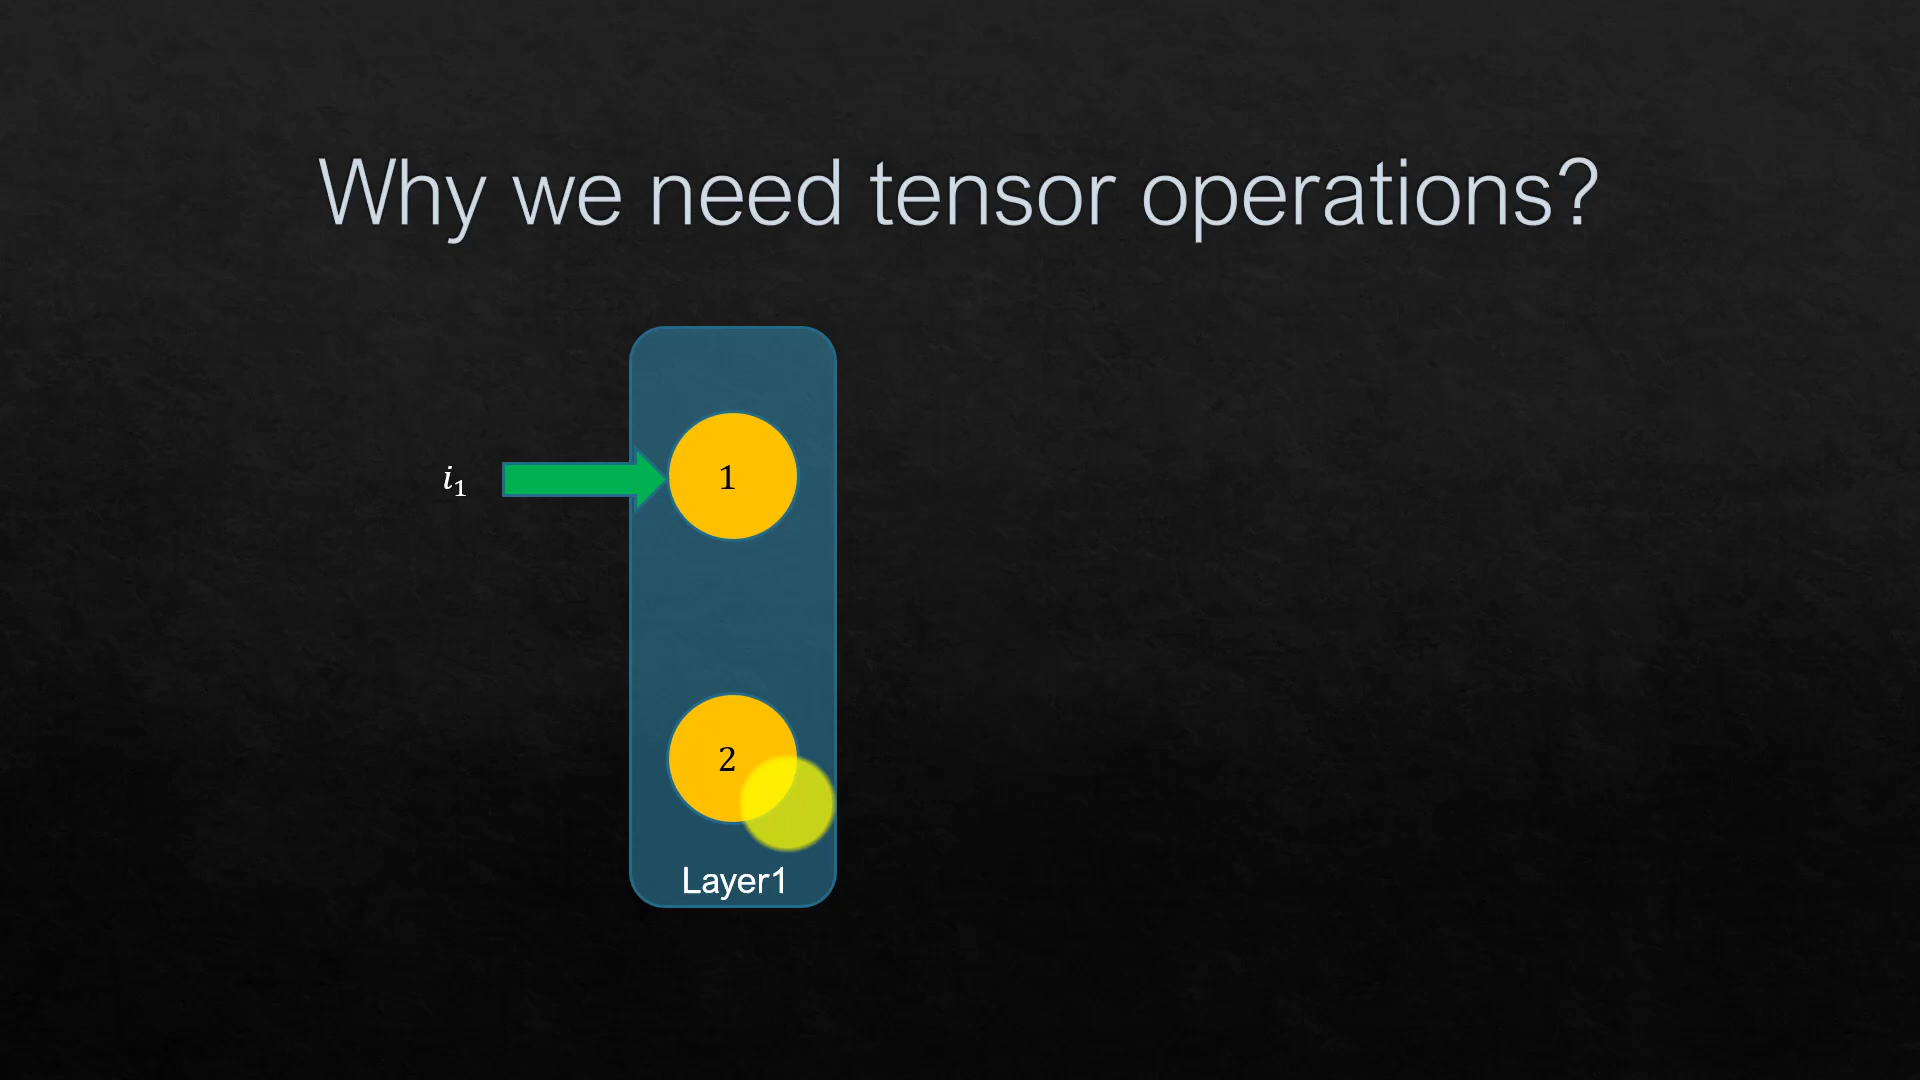 Why we need tensor operations?
i₁
1
2
Layer1